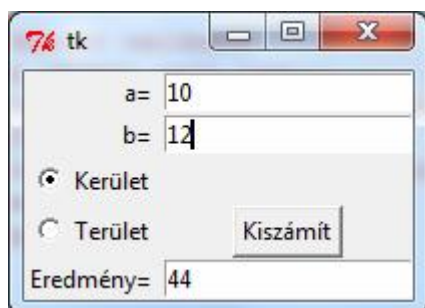 tk
a= 10
b= 12
Kerület
Terület Kiszámít
Eredmény= 44